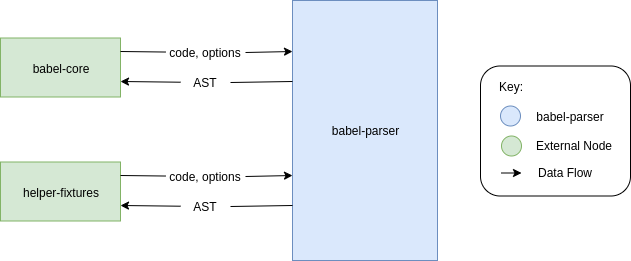 babel-core
code, options
AST
babel-parser
helper-fixtures
code, options
AST
Key:
babel-parser
External Node
Data Flow